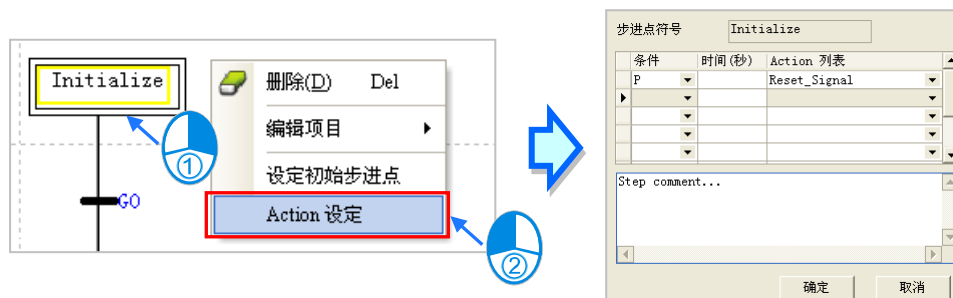 Initialize
GO
①
删除(D) Del
编辑项目
设定初始步进点
Action 设定
②
步进点符号 Initialize
条件 时间(秒) Action 列表
P Reset_Signal
Step comment...
确定 取消